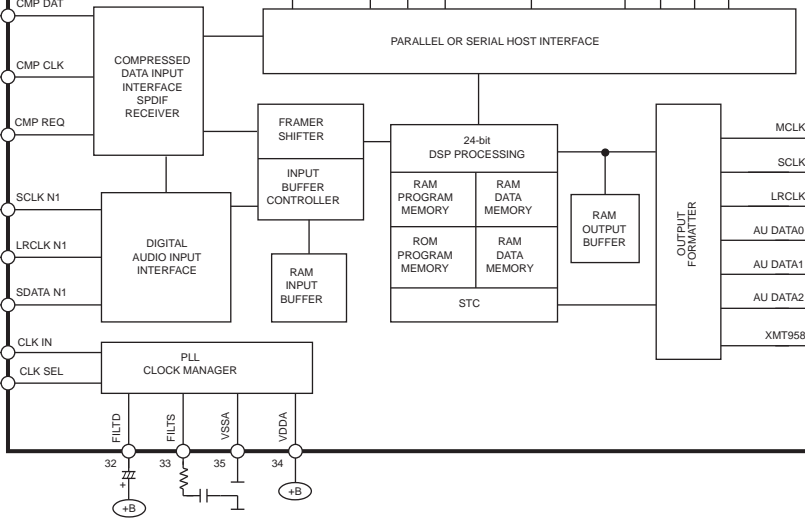 CMP DAT
CMP CLK
CMP REQ
SCLK N1
LRCLK N1
SDATA N1
CLK IN
CLK SEL
COMPRESSED
DATA INPUT
INTERFACE
SPDIF
RECEIVER
DIGITAL
AUDIO INPUT
INTERFACE
PARALLEL OR SERIAL HOST INTERFACE
FRAMER
SHIFTER
INPUT
BUFFER
CONTROLLER
RAM
INPUT
BUFFER
24-bit
DSP PROCESSING
RAM
PROGRAM
MEMORY
RAM
DATA
MEMORY
ROM
PROGRAM
MEMORY
RAM
DATA
MEMORY
STC
RAM
OUTPUT
BUFFER
OUTPUT
FORMATTER
MCLK
SCLK
LRCLK
AU DATA0
AU DATA1
AU DATA2
XMT958
PLL
CLOCK MANAGER
FILTD
FILTS
VSSA
VDDA
32
33
35
34
+
+B
+B